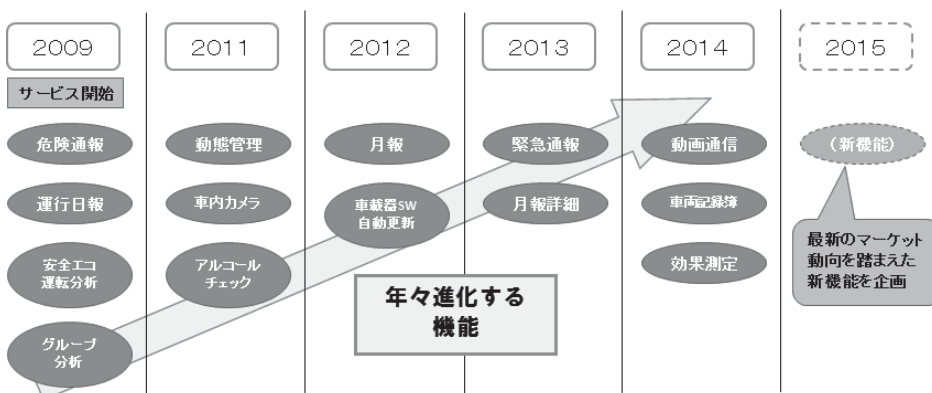 2009
2011
2012
2013
2014
2015
サービス開始
危険通報
運行日報
安全エコ
運転分析
グループ
分析
動態管理
車内カメラ
アルコール
チェック
月報
車載器SW
自動更新
緊急通報
月報詳細
動画通信
車両記録簿
効果測定
（新機能）
最新のマーケット
動向を踏まえた
新機能を企画
年々進化する
機能